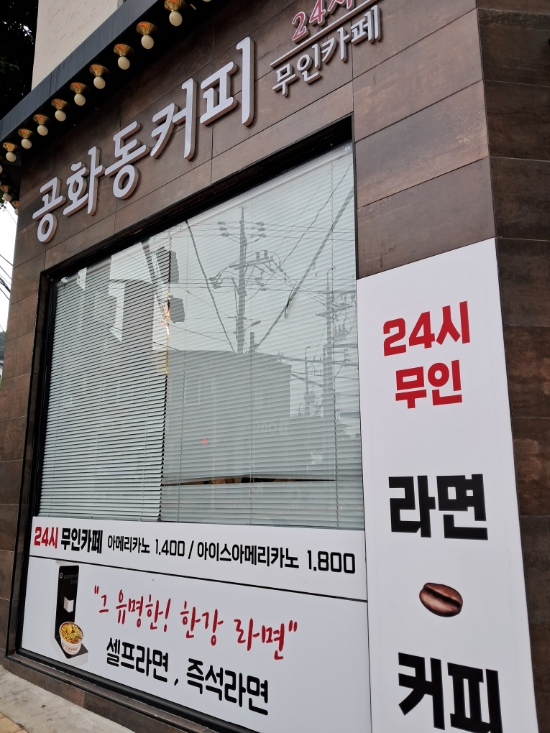 24시
무인카페
공화동커피
24시
무인
라면
커피
24시 무인카페 아메리카노 1,400 / 아이스아메리카노 1,800
"그 유명한! 한강 라면"
셀프라면, 즉석라면